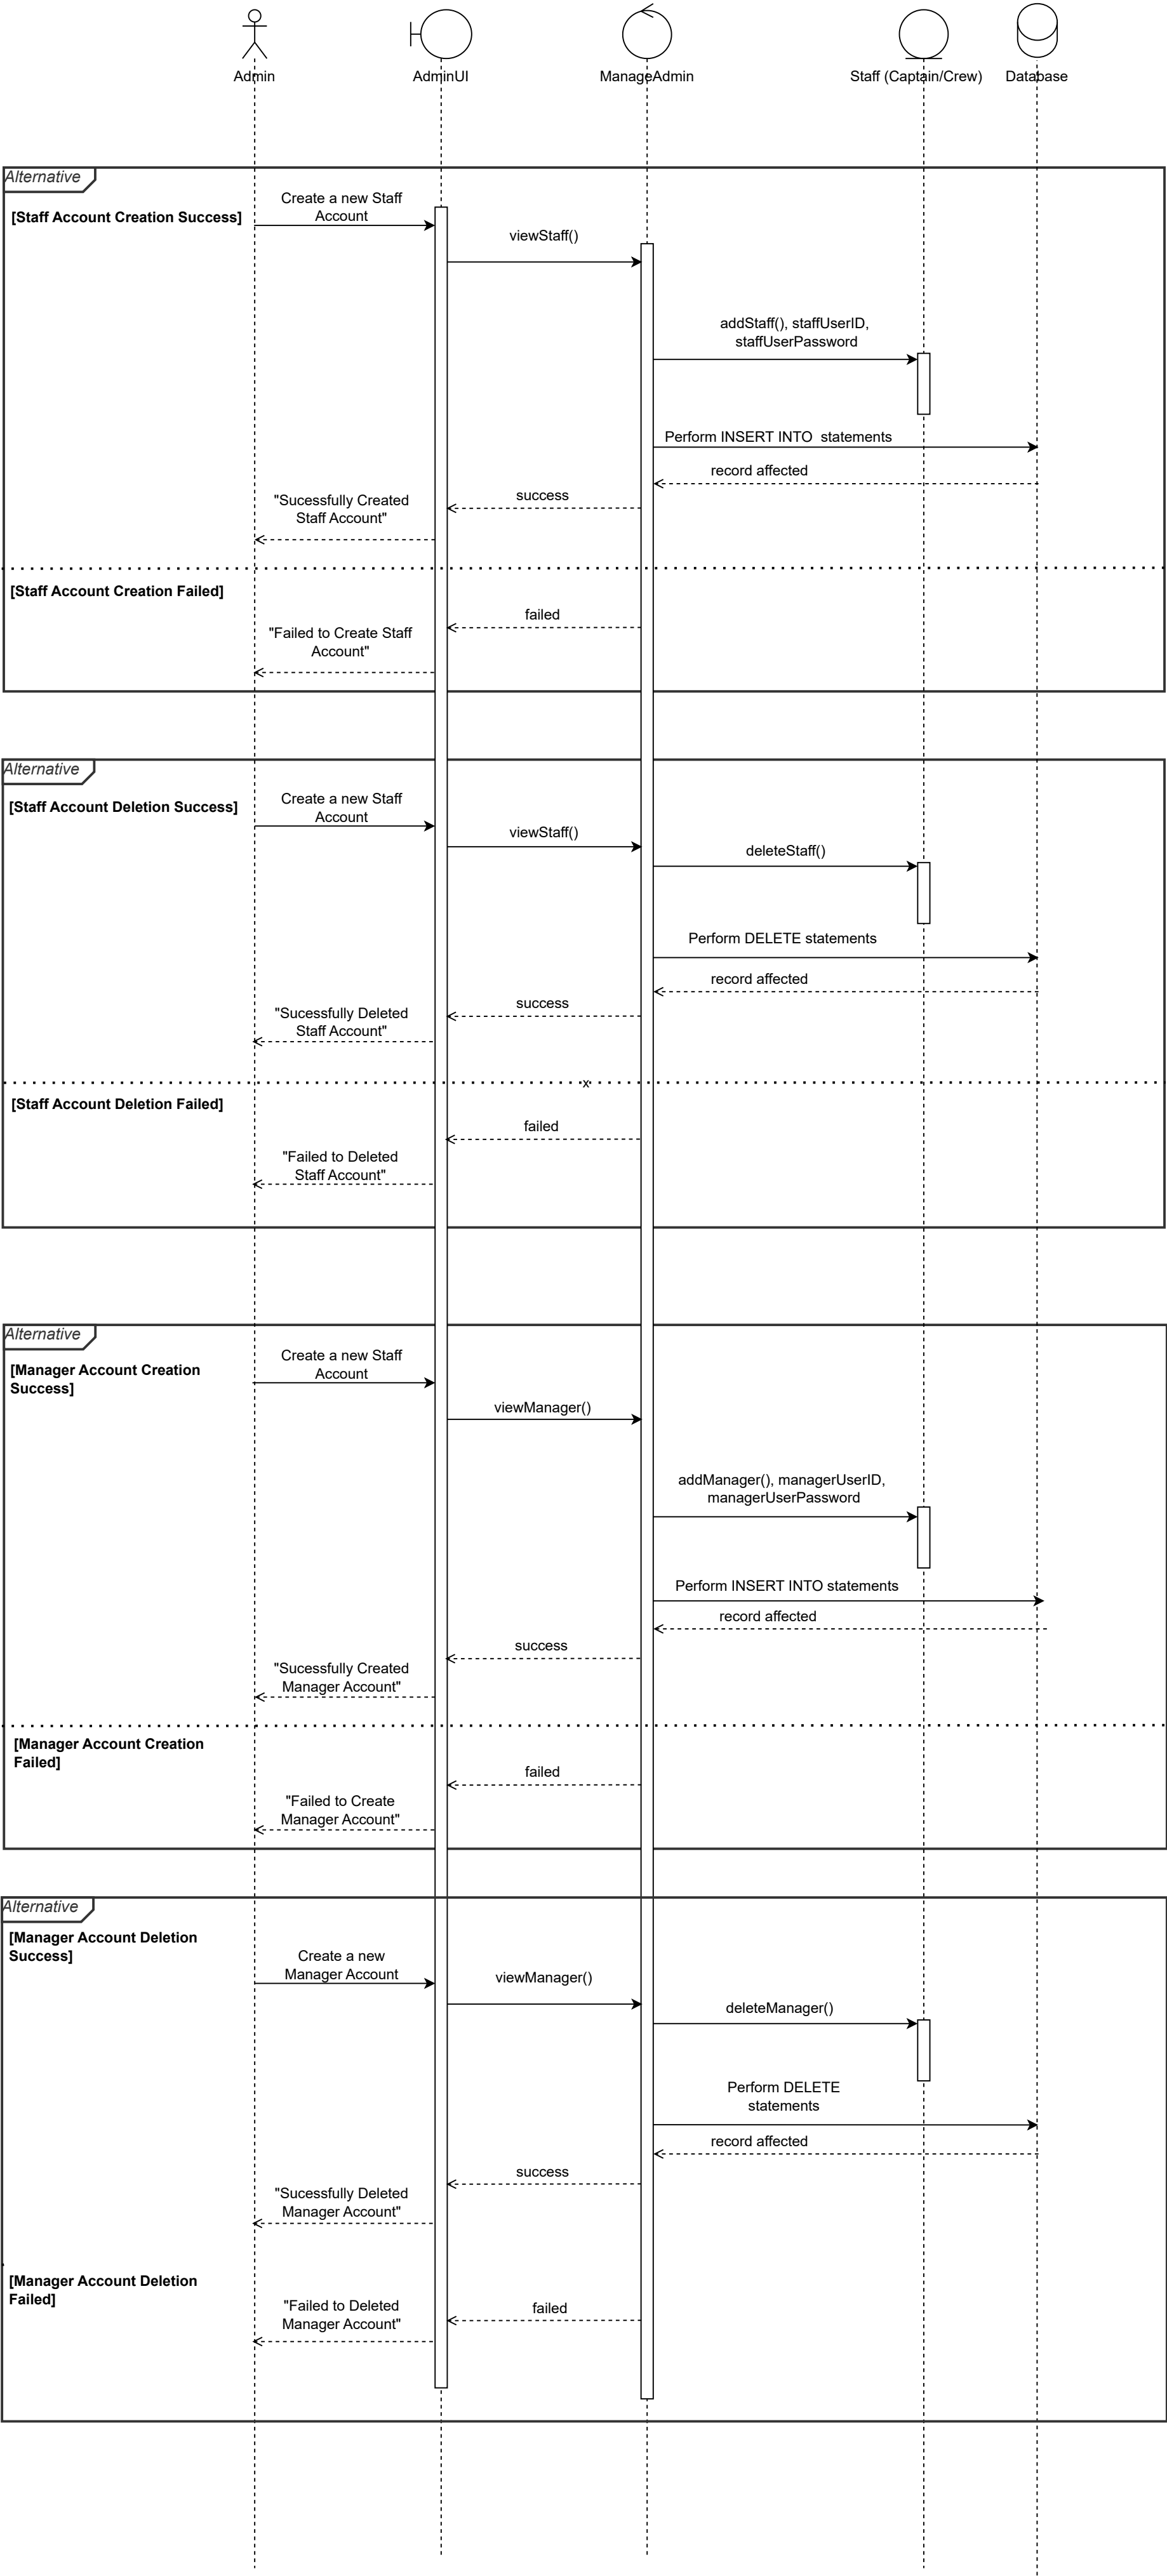 Admin
AdminUI
ManageAdmin
Staff (Captain/Crew)
Database
Alternative
[Staff Account Creation Success]
Create a new Staff
Account
viewStaff()
addStaff(), staffUserID,
staffUserPassword
Perform INSERT INTO  statements
record affected
success
"Sucessfully Created
Staff Account"
[Staff Account Creation Failed]
failed
"Failed to Create Staff
Account"
Alternative
[Staff Account Deletion Success]
Create a new Staff
Account
viewStaff()
deleteStaff()
Perform DELETE statements
record affected
success
"Sucessfully Deleted
Staff Account"
x
[Staff Account Deletion Failed]
failed
"Failed to Deleted
Staff Account"
Alternative
[Manager Account Creation
Success]
Create a new Staff
Account
viewManager()
addManager(), managerUserID,
managerUserPassword
Perform INSERT INTO statements
record affected
success
"Sucessfully Created
Manager Account"
[Manager Account Creation
Failed]
failed
"Failed to Create
Manager Account"
Alternative
[Manager Account Deletion
Success]
Create a new
Manager Account
viewManager()
deleteManager()
Perform DELETE
statements
record affected
success
"Sucessfully Deleted
Manager Account"
[Manager Account Deletion
Failed]
failed
"Failed to Deleted
Manager Account"